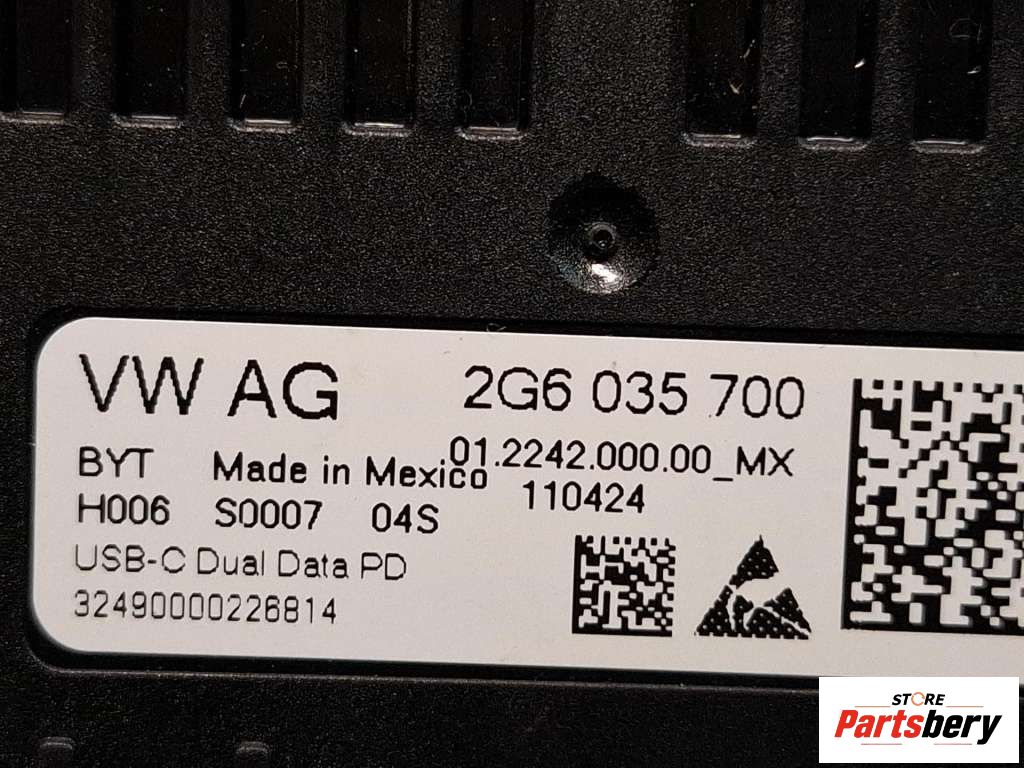 VW AG 2G6 035 700
01.2242.000.00_MX
BYT Made in Mexico
110424
H006 S0007 04S
USB-C Dual Data PD
32490000226814
STORE
Partsbery